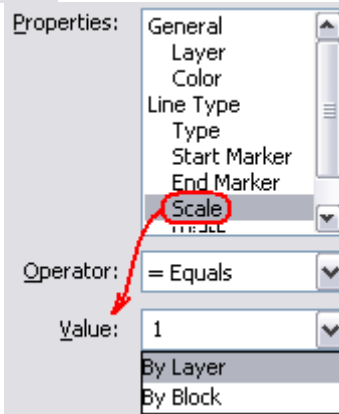 Properties:
General
Layer
Color
Line Type
Type
Start Marker
End Marker
Scale
Operator:
= Equals
Value:
1
By Layer
By Block